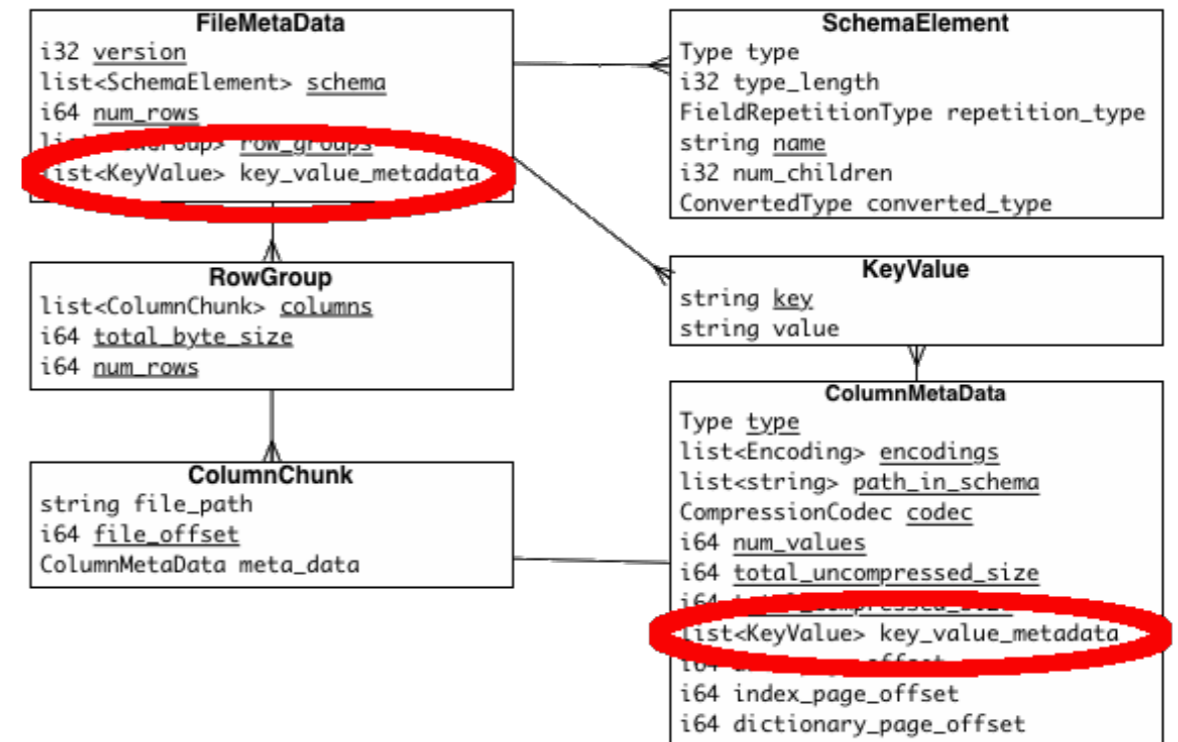 FileMetaData
i32 version
list<SchemaElement> schema
i64 num_rows
row_groups
list<KeyValue> key_value_metadata
SchemaElement
Type type
i32 type_length
FieldRepetitionType repetition_type
string name
i32 num_children
ConvertedType converted_type
RowGroup
list<ColumnChunk> columns
i64 total_byte_size
i64 num_rows
KeyValue
string key
string value
ColumnChunk
string file_path
i64 file_offset
ColumnMetaData meta_data
ColumnMetaData
Type type
list<Encoding> encodings
list<string> path_in_schema
CompressionCodec codec
i64 num_values
i64 total_uncompressed_size
i64
list<KeyValue> key_value_metadata
i64
i64 index_page_offset
i64 dictionary_page_offset